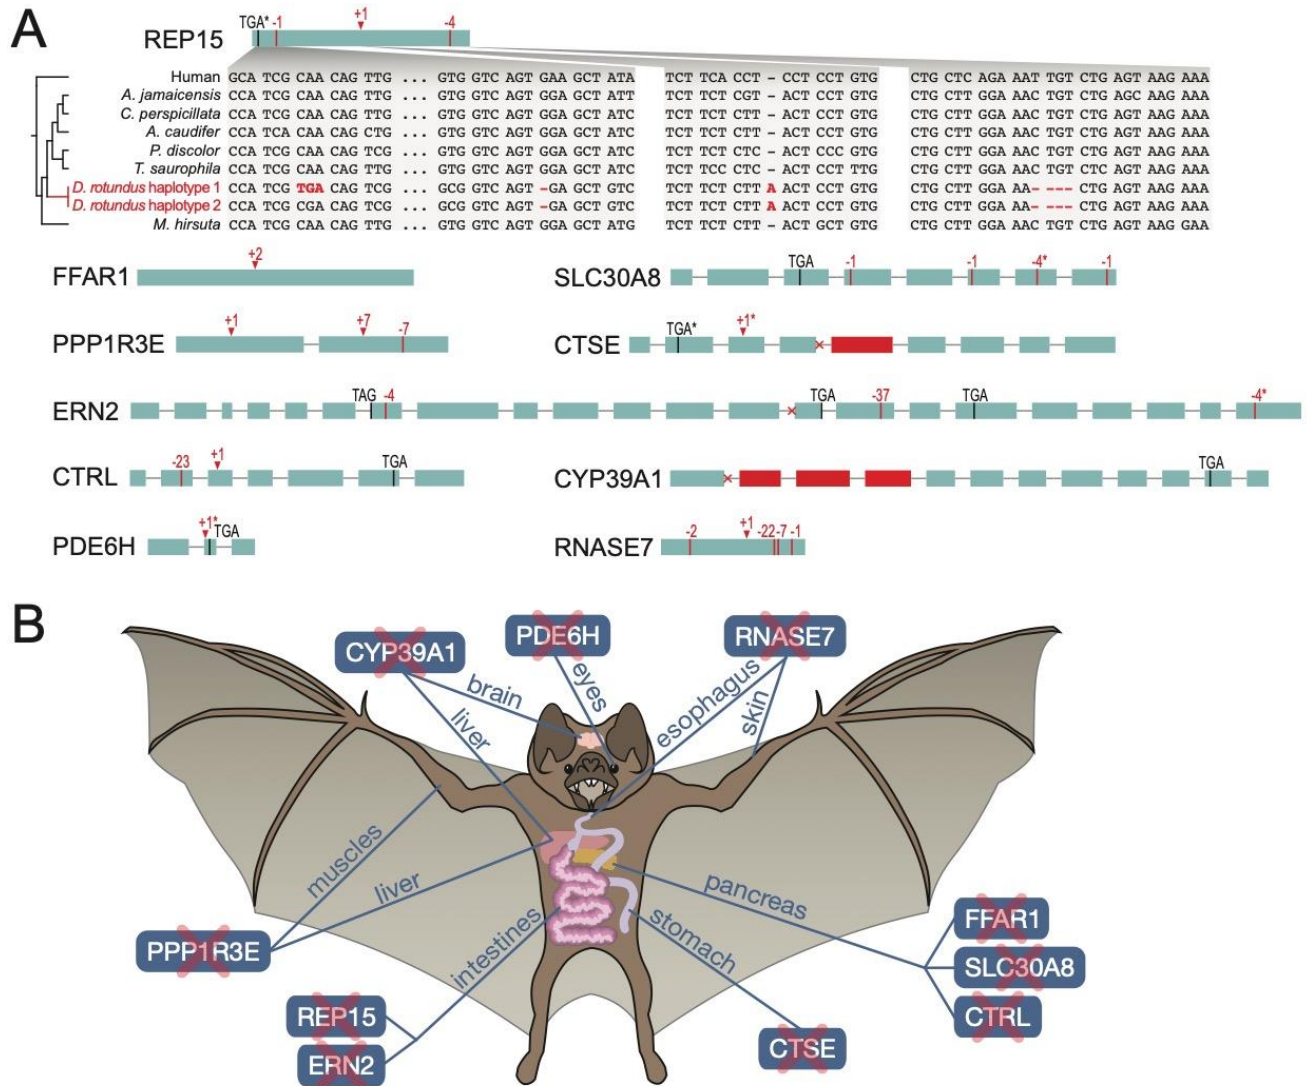 A
TGA* -1 +1 -4
REP15
Human GCA TCG CAA CAG TTG ... GTG GTC AGT GAA GCT ATA TCT TCA CCT – CCT CCT GTG CTG CTC AGA AAT TGT CTG AGT AAG AAA
A. jamaicensis CCA TCG CAA CAG TTG ... GTG GTC AGT GGA GCT ATT TCT TCT CGT – ACT CCT GTG CTG CTT GGA AAC TGT CTG AGC AAG AAA
C. perspicillata CCA TCG CAA CAG TTG ... GTG GTC AGT GGA GCT ATC TCT TCT CTT – ACT CCT GTG CTG CTT GGA AAC TGT CTG AGT AAG AAA
A. caudifer CCA TCA CAA CAG CTG ... GTG GTC AGT GGA GCT ATC TCT TCT CTT – ACT CCC GTG CTG CTT GGA AAC TGT CTG AGT AAG AAA
P. discolor CCA TCG CAA CAG TTG ... GTG GTC AGT GGA GCT ATC TCT TCT CTC – ACT CCC GTG CTG CTT GGA AAC TGT CTG AGT AAG AAA
T. saurophila CCA TCG CAA CAG TTG ... GTG GTC AGT GGA GCT ATC TCT TCC CTC – ACT CCT TTG CTG CTT GGA AAC TGT CTG AGT AAG AAA
D. rotundus haplotype 1 CCA TCG TGA CAG TCG ... GCG GTC AGT –GA GCT GTC TCT TCT CTT A ACT CCT GTG CTG CTT GGA AA– ––– CTG AGT AAG AAA
D. rotundus haplotype 2 CCA TCG CGA CAG TCG ... GCG GTC AGT –GA GCT GTC TCT TCT CTT A ACT CCT GTG CTG CTT GGA AA– ––– CTG AGT AAG AAA
M. hirsuta CCA TCG CAA CAG TTG ... GTG GTC AGT GGA GCT ATC TCT TCT CTT – ACT GCT GTG CTG CTT GGA AAC TGT CTG AGT AAG GAA
+2
FFAR1
TGA -1 -1 -4* -1
SLC30A8
+1 +7 -7
PPP1R3E
TGA* +1* ×
CTSE
TAG -4 × TGA -37 TGA -4*
ERN2
-23 +1 TGA
CTRL
× TGA
CYP39A1
+1* TGA
PDE6H
-2 +1 -22 -7 -1
RNASE7
B
CYP39A1
PDE6H
RNASE7
brain
liver
eyes
esophagus
skin
muscles
liver
pancreas
intestines
stomach
PPP1R3E
REP15
ERN2
CTSE
FFAR1
SLC30A8
CTRL